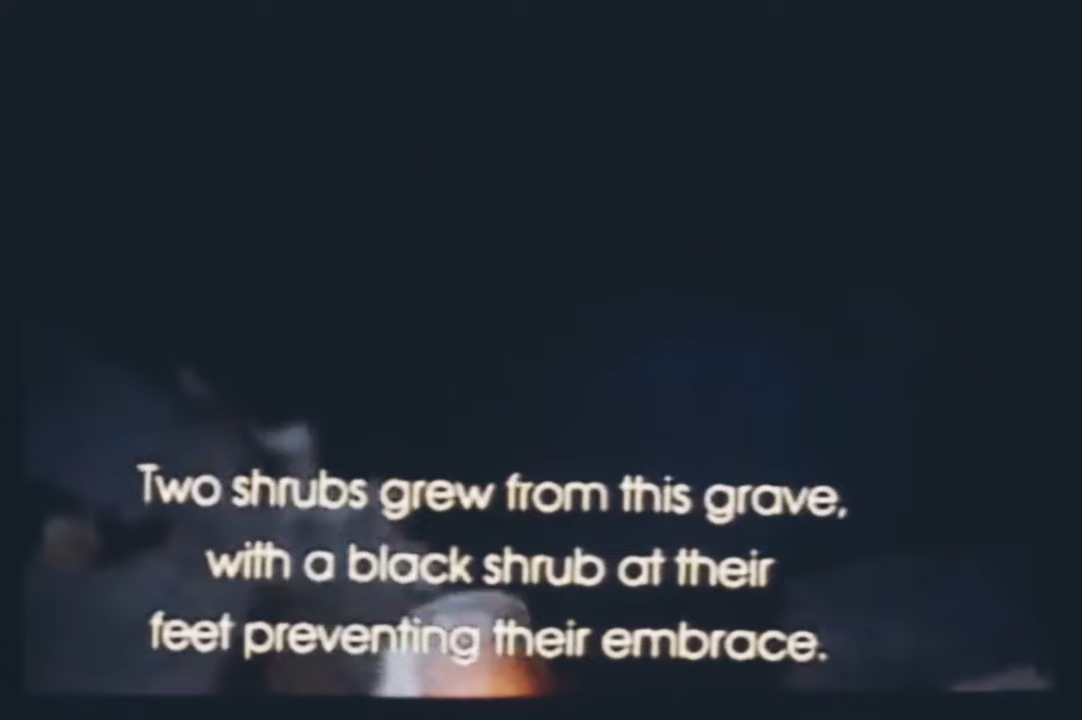 Two shrubs grew from this grave,
with a black shrub at their
feet preventing their embrace.